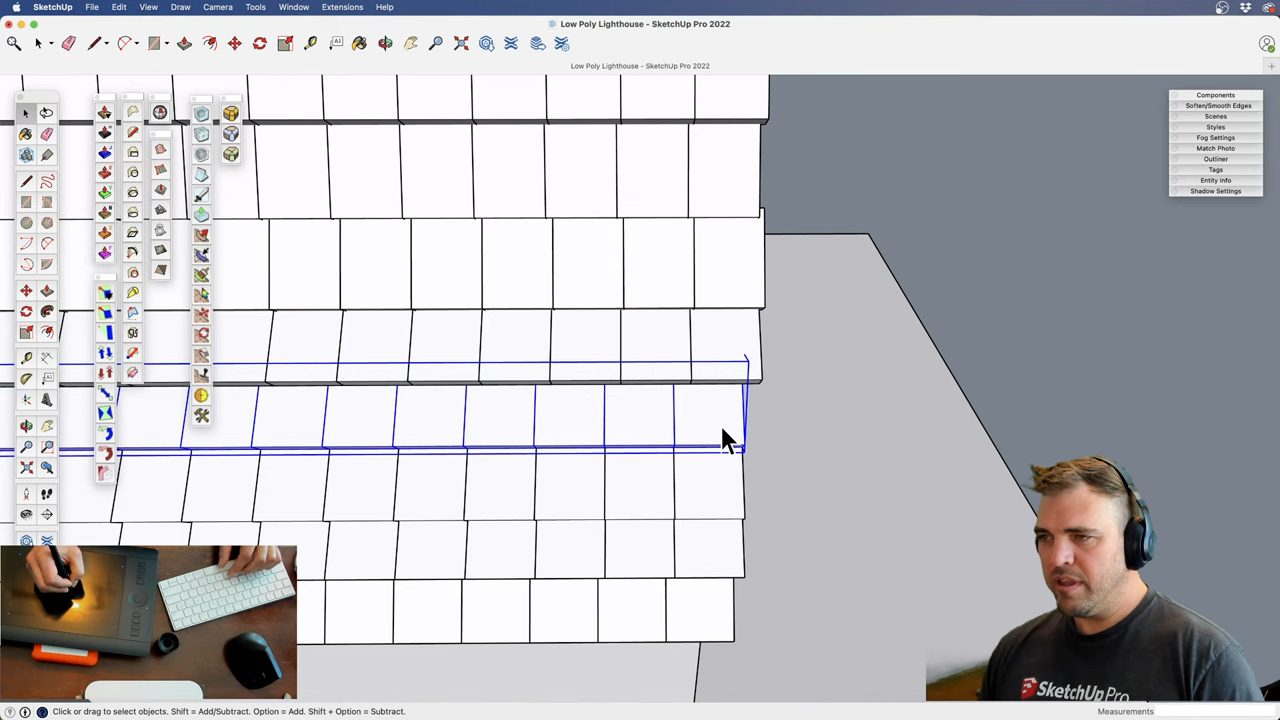 SketchUp File Edit View Draw Camera Tools Window Extensions Help
Low Poly Lighthouse - SketchUp Pro 2022
Low Poly Lighthouse - SketchUp Pro 2022
Components
Soften/Smooth Edges
Scenes
Styles
Fog Settings
Match Photo
Outliner
Tags
Entity Info
Shadow Settings
SketchUp Pro
Click or drag to select objects. Shift = Add/Subtract. Option = Add. Shift + Option = Subtract.
Measurements